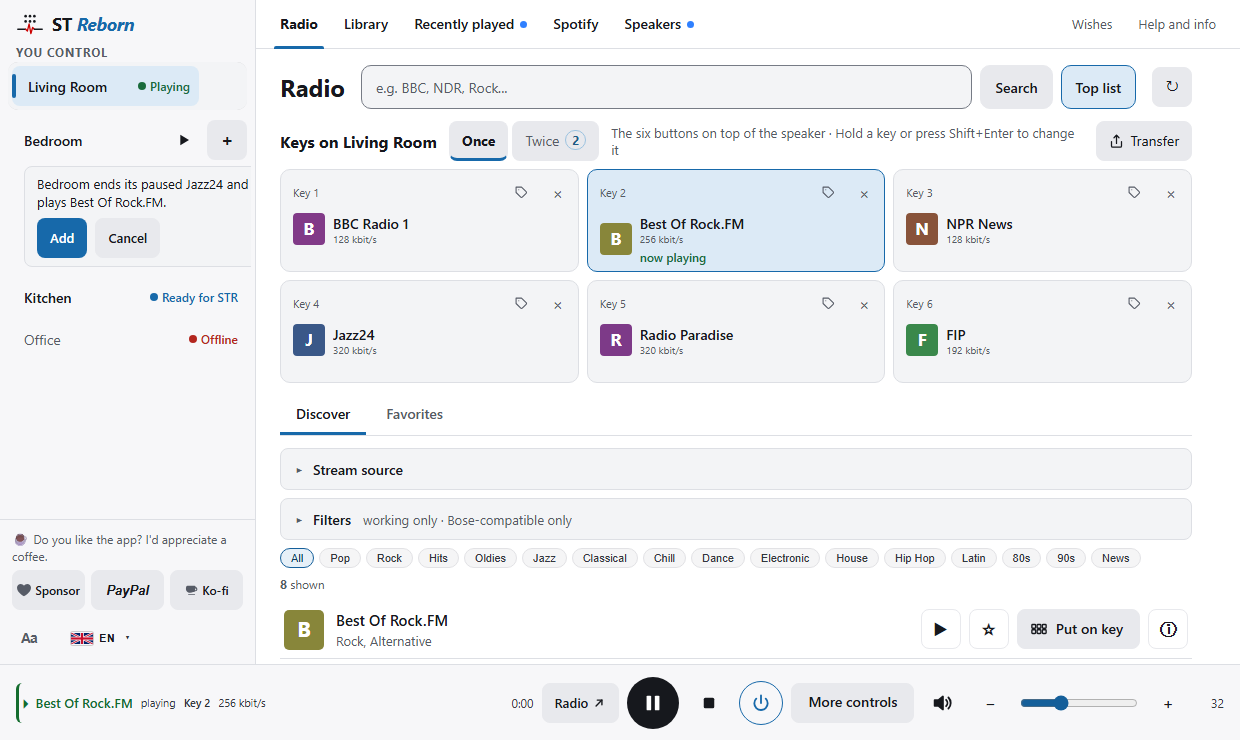 ST Reborn
YOU CONTROL
Living Room
Playing
Bedroom
+
Bedroom ends its paused Jazz24 and
plays Best Of Rock.FM.
Add
Cancel
Kitchen
Ready for STR
Office
Offline
Do you like the app? I'd appreciate a
coffee.
Sponsor
PayPal
Ko-fi
Aa
EN
Radio
Library
Recently played
Spotify
Speakers
Wishes
Help and info
Radio
e.g. BBC, NDR, Rock...
Search
Top list
↻
Keys on Living Room
Once
Twice 2
The six buttons on top of the speaker · Hold a key or press Shift+Enter to change
it
Transfer
Key 1
×
B
BBC Radio 1
128 kbit/s
Key 2
×
B
Best Of Rock.FM
256 kbit/s
now playing
Key 3
×
N
NPR News
128 kbit/s
Key 4
×
J
Jazz24
320 kbit/s
Key 5
×
R
Radio Paradise
320 kbit/s
Key 6
×
F
FIP
192 kbit/s
Discover
Favorites
Stream source
Filters working only · Bose-compatible only
All
Pop
Rock
Hits
Oldies
Jazz
Classical
Chill
Dance
Electronic
House
Hip Hop
Latin
80s
90s
News
8 shown
B
Best Of Rock.FM
Rock, Alternative
Put on key
Best Of Rock.FM playing Key 2 256 kbit/s
0:00
Radio ↗
More controls
−
+
32